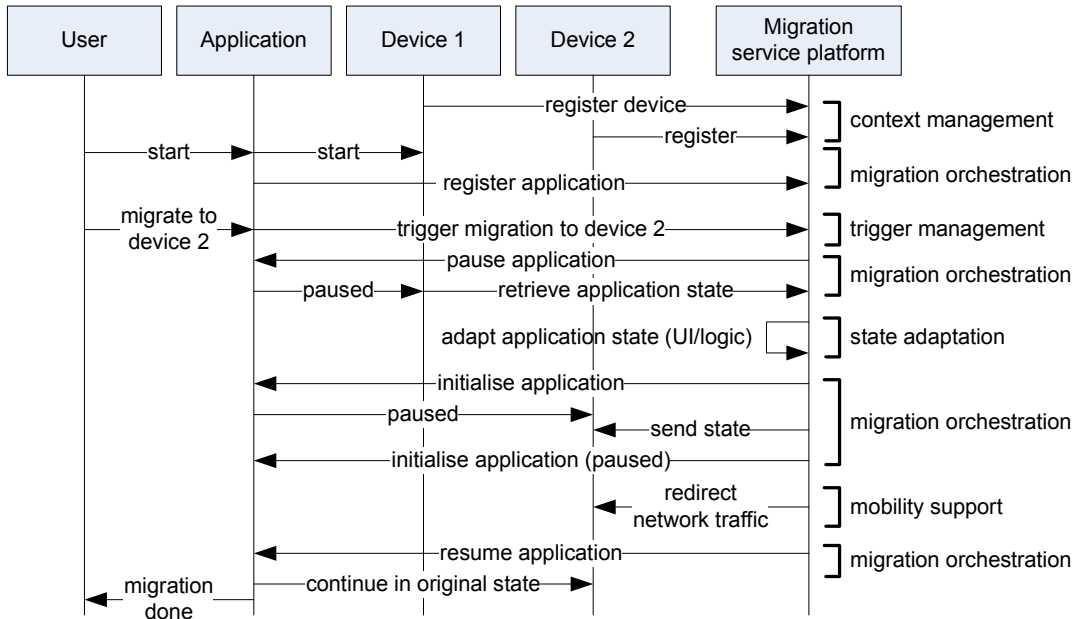 User
Application
Device 1
Device 2
Migration
service platform
register device
register
context management
start
start
register application
migration orchestration
migrate to
device 2
trigger migration to device 2
trigger management
pause application
paused
retrieve application state
migration orchestration
adapt application state (UI/logic)
state adaptation
initialise application
paused
send state
migration orchestration
initialise application (paused)
redirect
network traffic
mobility support
resume application
migration orchestration
continue in original state
migration
done